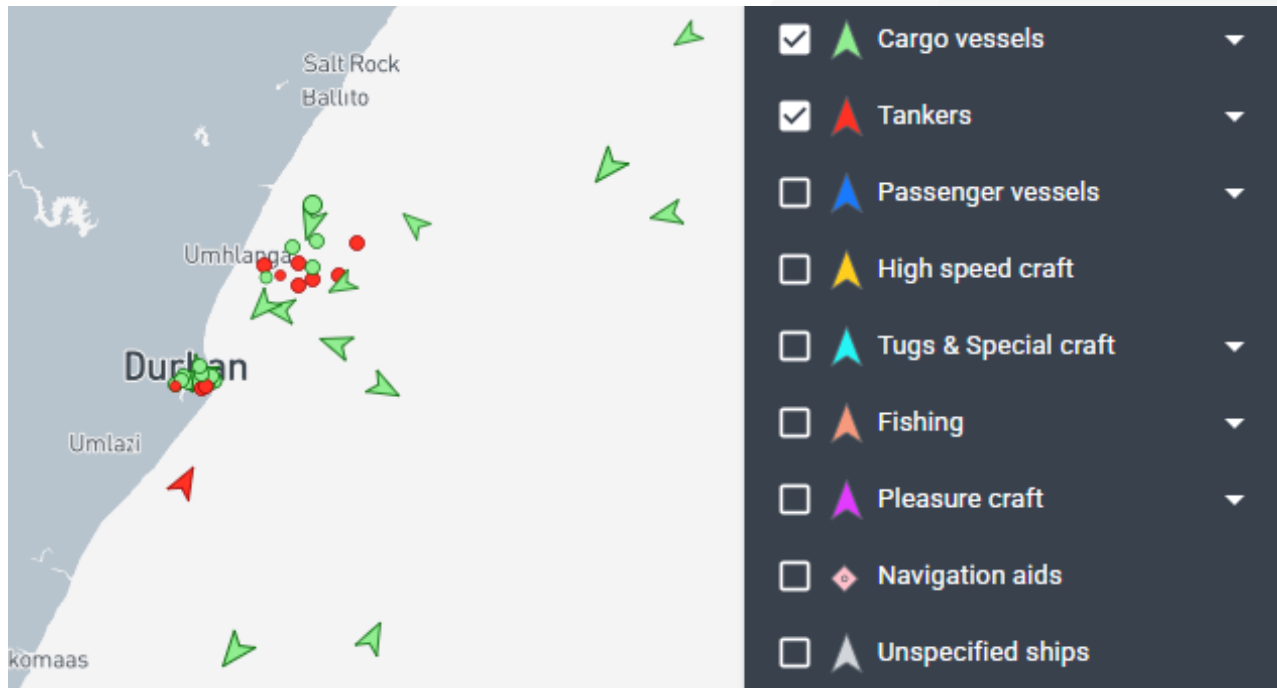 Salt Rock
Ballito
Umhlanga
Durban
Umlazi
komaas
Cargo vessels
Tankers
Passenger vessels
High speed craft
Tugs & Special craft
Fishing
Pleasure craft
Navigation aids
Unspecified ships